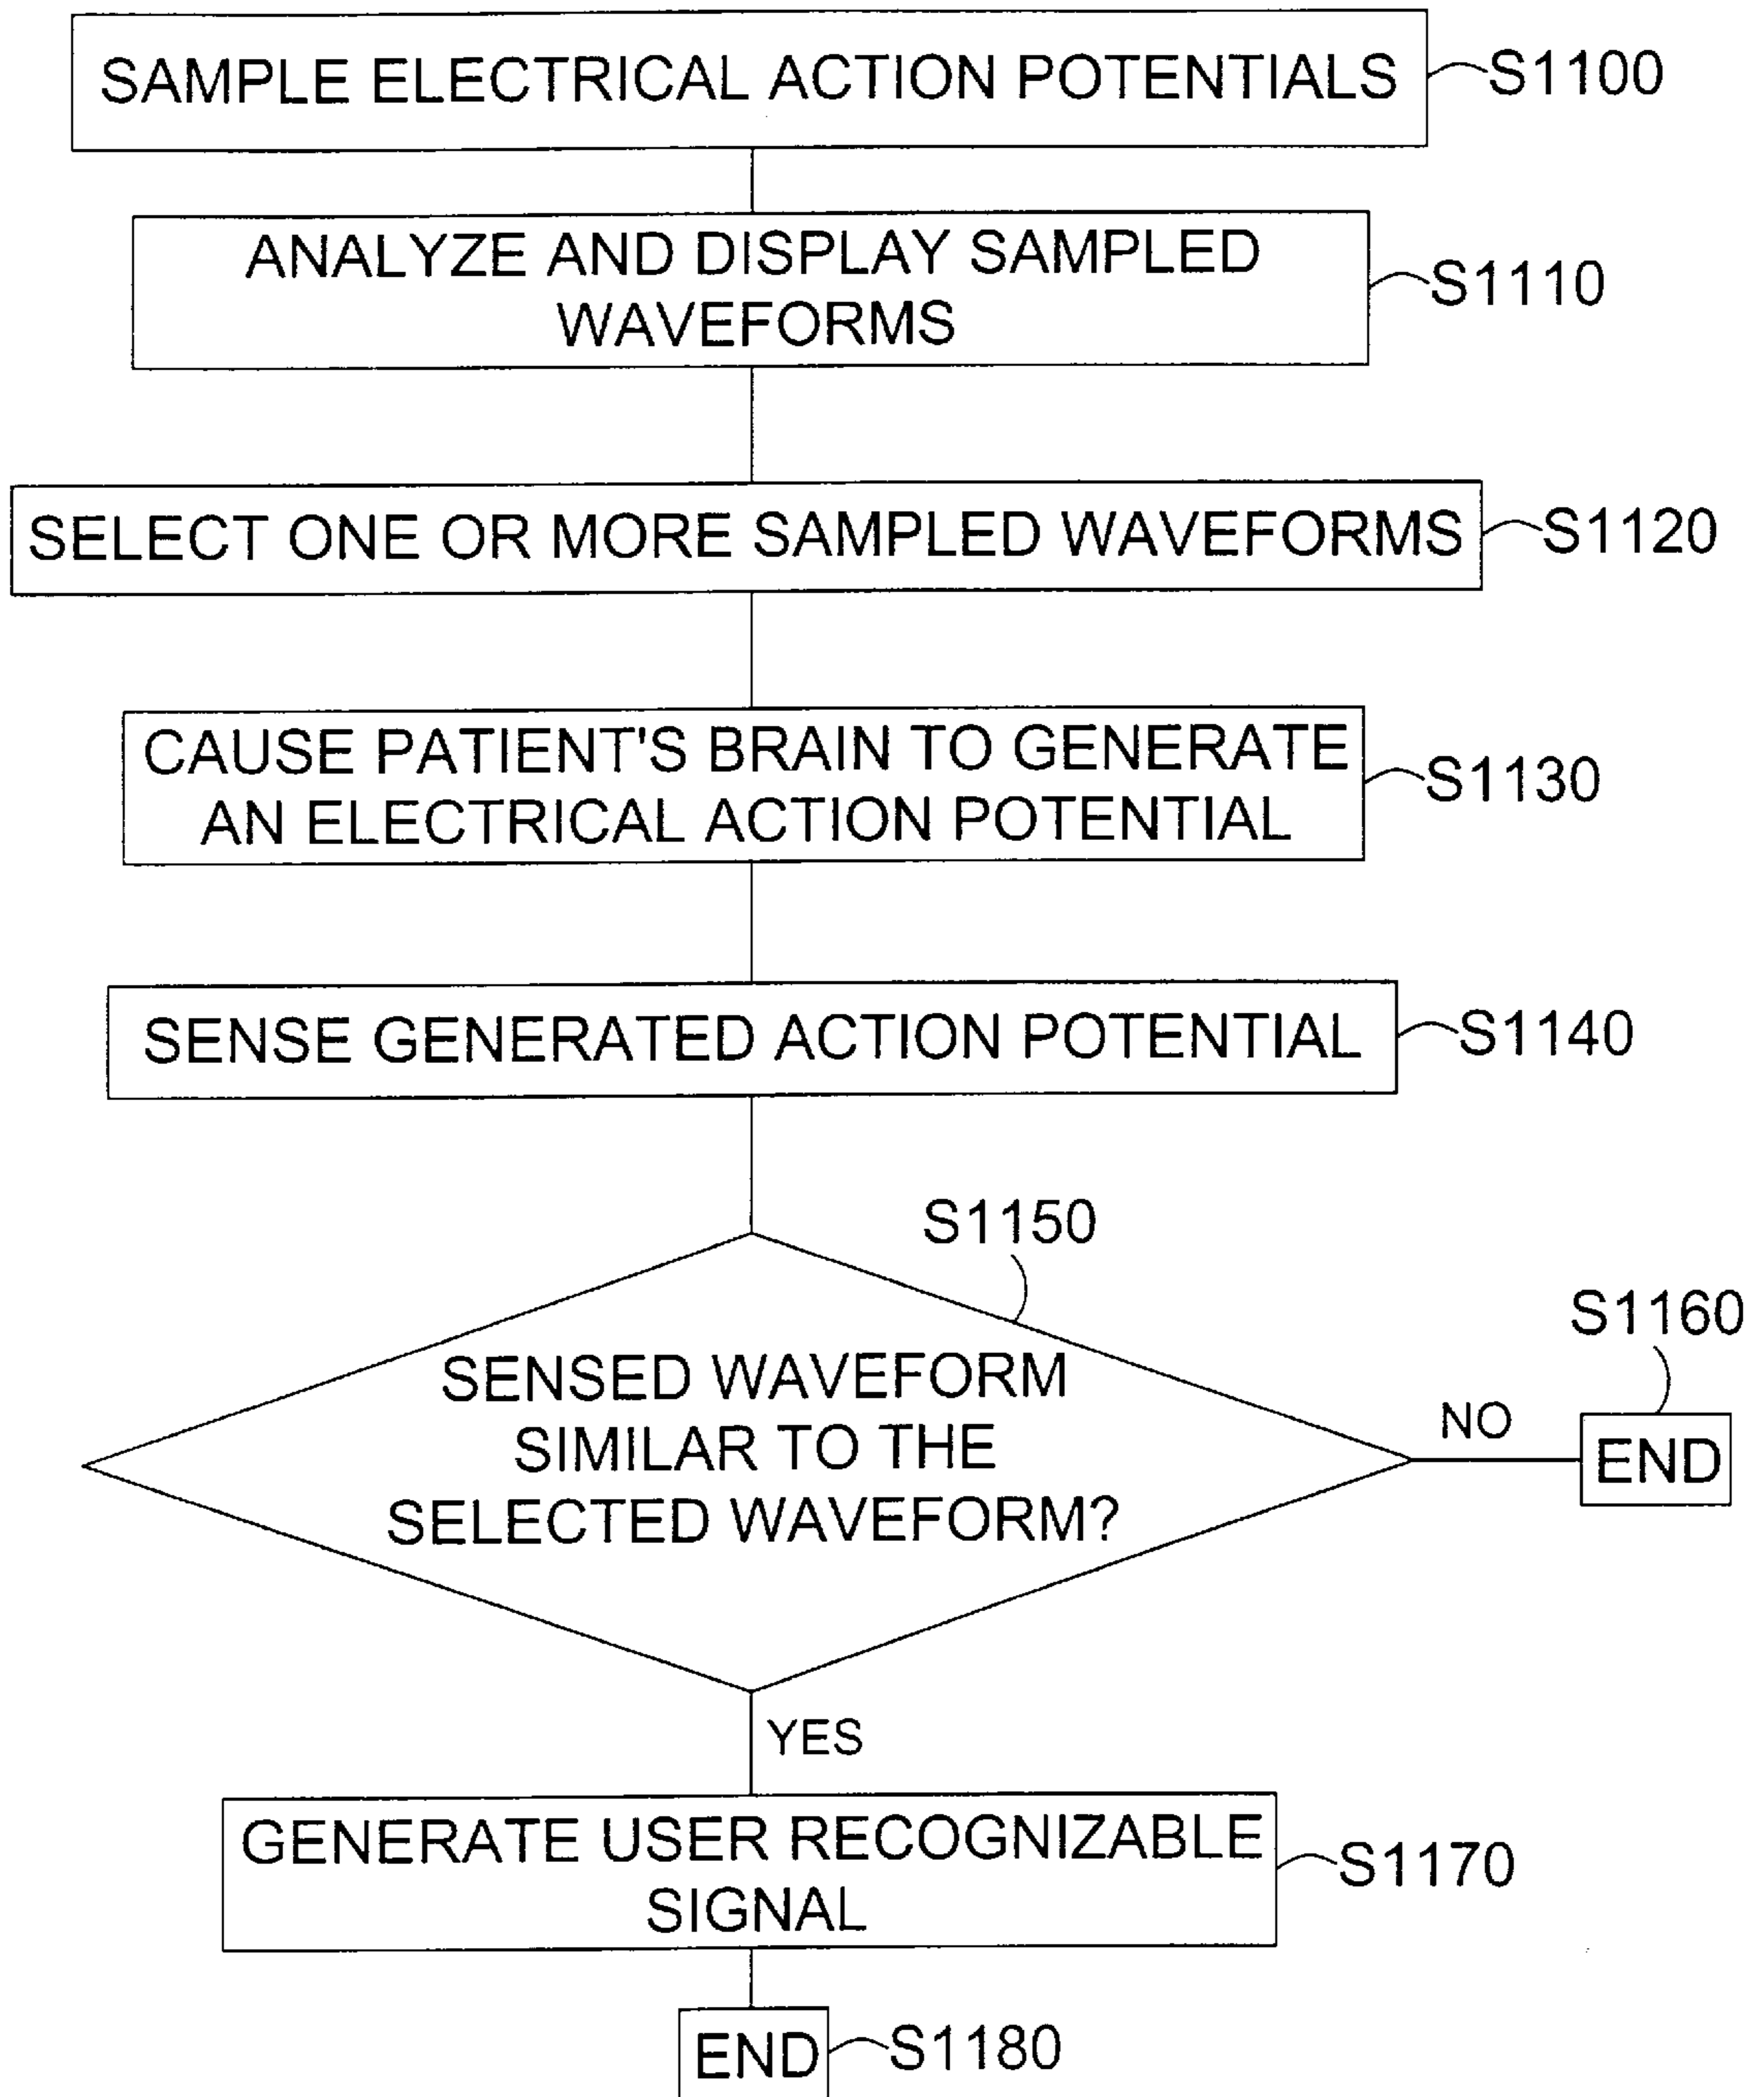 SAMPLE ELECTRICAL ACTION POTENTIALS
S1100
ANALYZE AND DISPLAY SAMPLED
WAVEFORMS
S1110
SELECT ONE OR MORE SAMPLED WAVEFORMS
S1120
CAUSE PATIENT'S BRAIN TO GENERATE
AN ELECTRICAL ACTION POTENTIAL
S1130
SENSE GENERATED ACTION POTENTIAL
S1140
S1150
SENSED WAVEFORM
SIMILAR TO THE
SELECTED WAVEFORM?
NO
S1160
END
YES
GENERATE USER RECOGNIZABLE
SIGNAL
S1170
END
S1180